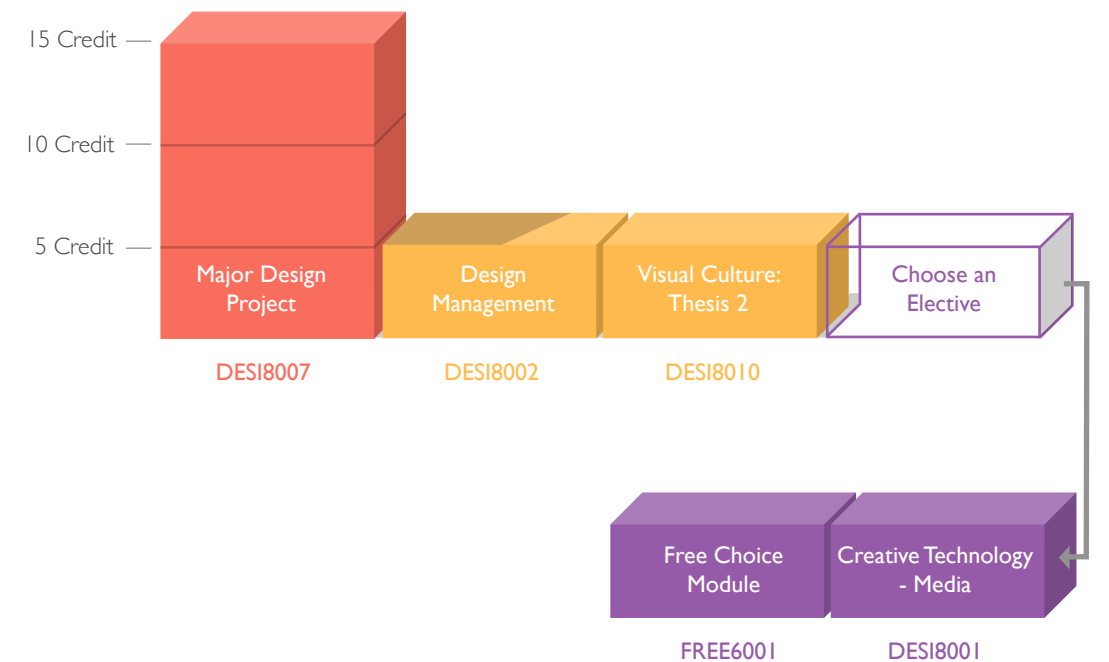 15 Credit
10 Credit
5 Credit
Major Design
Project
Design
Management
Visual Culture:
Thesis 2
Choose an
Elective
DESI8007
DESI8002
DESI8010
Free Choice
Module
Creative Technology
- Media
FREE6001
DESI8001